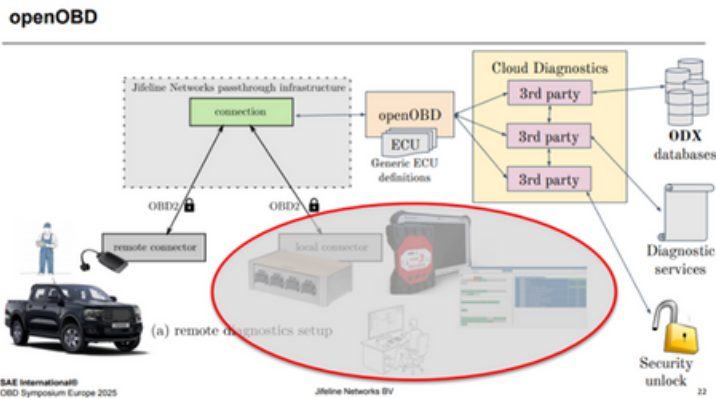 openOBD
Jifeline Networks passthrough infrastructure
connection
openOBD
ECU
Generic ECU
definitions
Cloud Diagnostics
3rd party
3rd party
3rd party
ODX
databases
OBD2
OBD2
remote connector
local connector
Diagnostic
services
(a) remote diagnostics setup
Security
unlock
SAE International®
OBD Symposium Europe 2025
Jifeline Networks BV
22